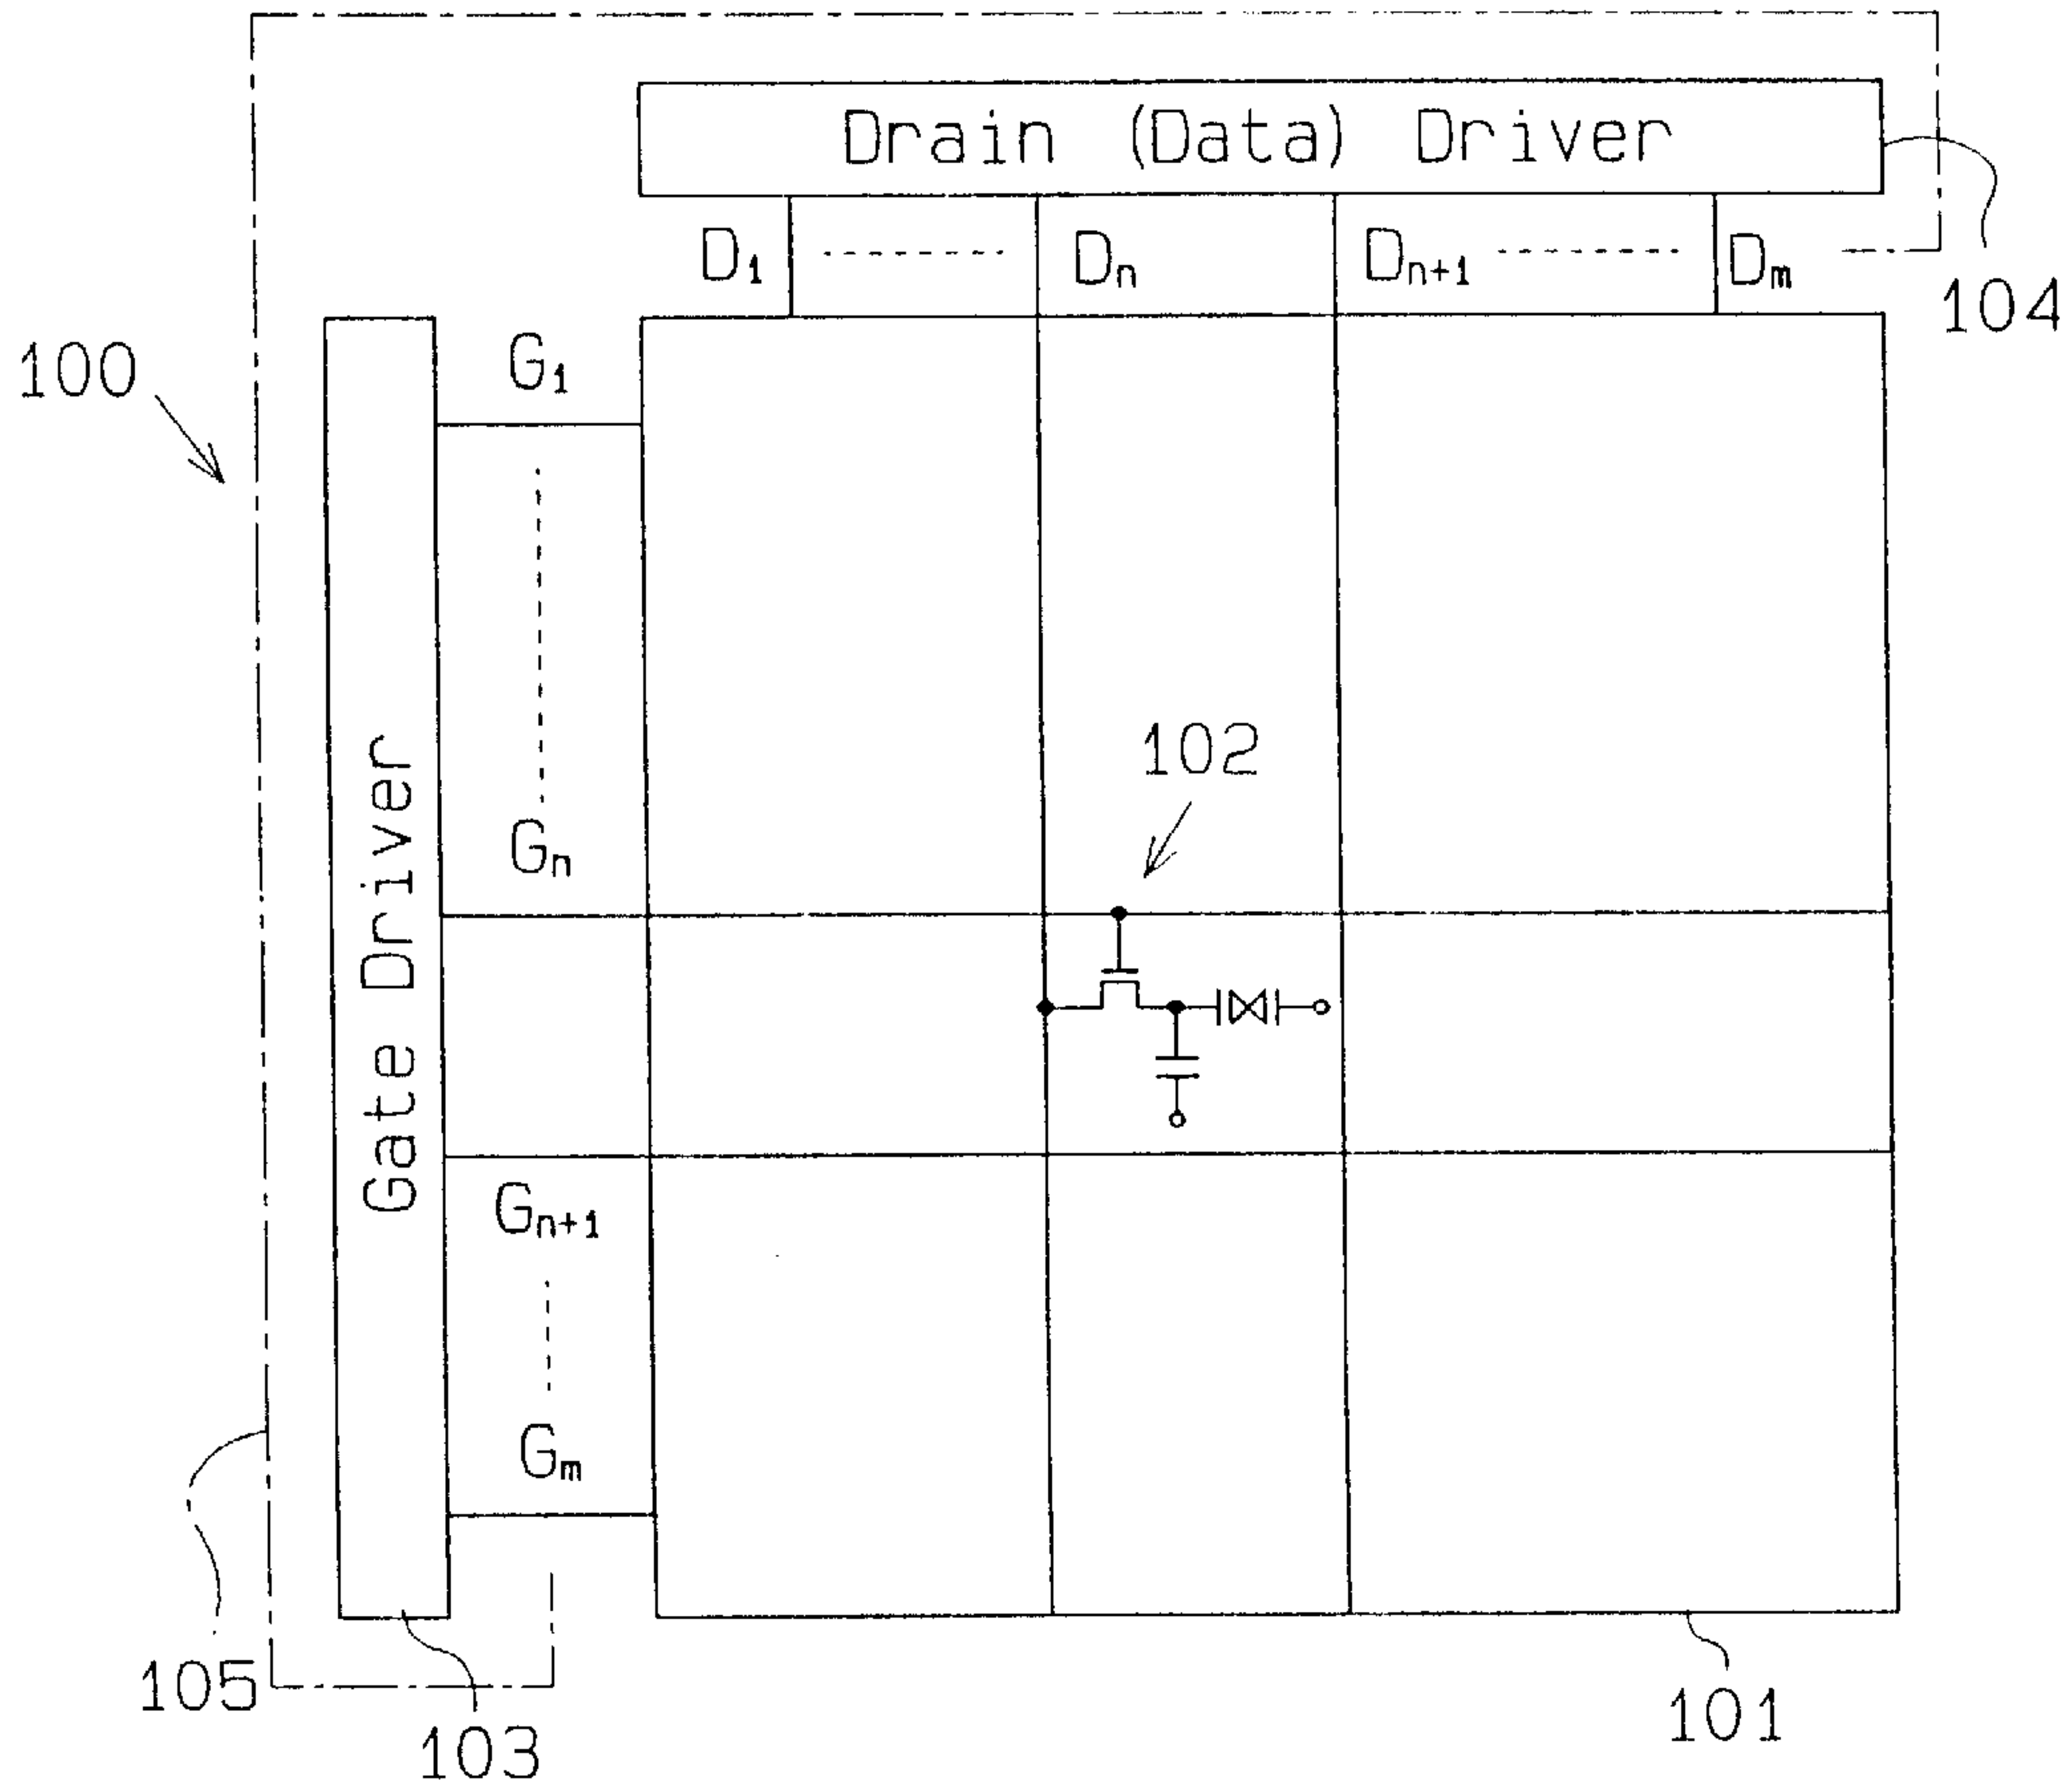 Drain (Data) Driver
D1 Dn Dn+1 Dm
104
100
G1
102
Gn
Gate Driver
Gn+1
Gm
105
103
101